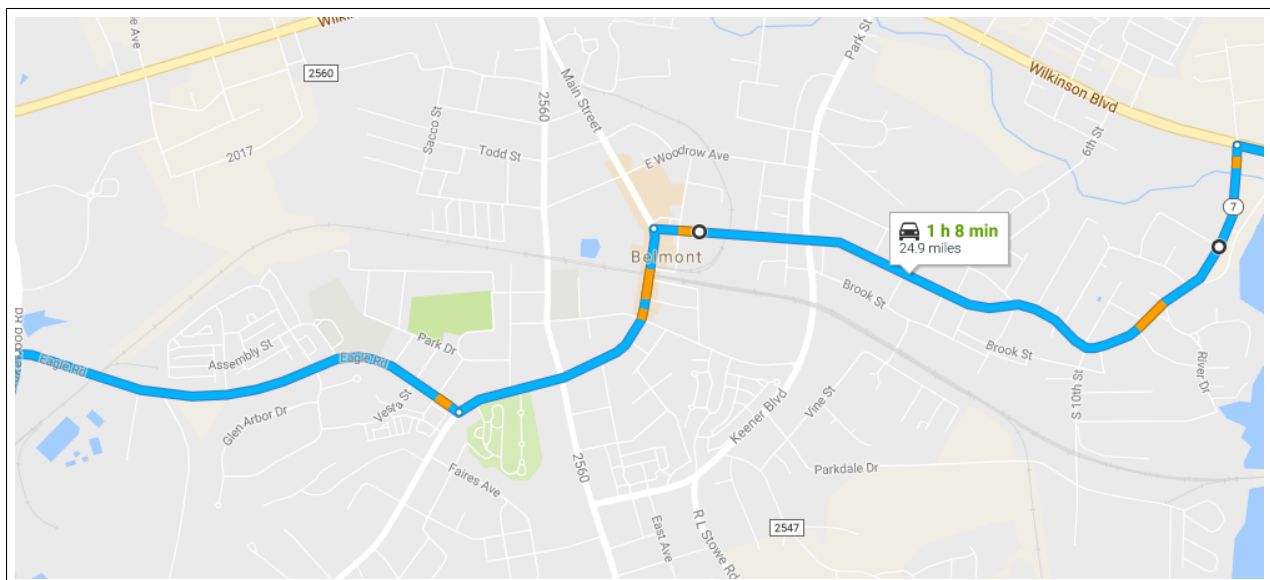 2560
Main Street
Park St
Wilkinson Blvd
2560
6th St
Sacco St
Todd St
2017
E Woodrow Ave
7
1 h 8 min
24.9 miles
Belmont
Brook St
Brook St
Park Dr
Assembly St
Eagle Rd
Eagle Rd
River Dr
Glen Arbor Dr
S 10th St
Vine St
Keener Blvd
2560
Faires Ave
Parkdale Dr
East Ave
R L Stowe Rd
2547